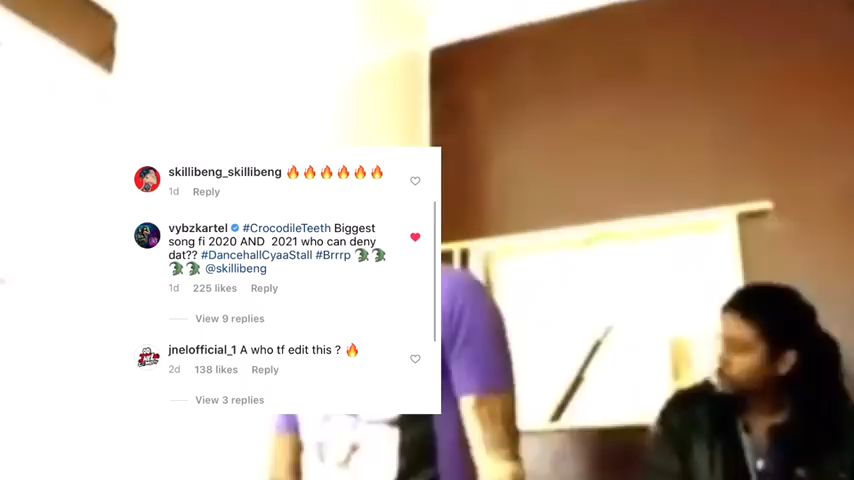 skillibeng_skillibeng 🔥🔥🔥🔥🔥🔥
1d Reply
vybzkartel #CrocodileTeeth Biggest
song fi 2020 AND 2021 who can deny
dat?? #DancehallCyaaStall #Brrrp 🐊🐊
🐊🐊 @skillibeng
1d 225 likes Reply
View 9 replies
jnelofficial_1 A who tf edit this ? 🔥
2d 138 likes Reply
View 3 replies